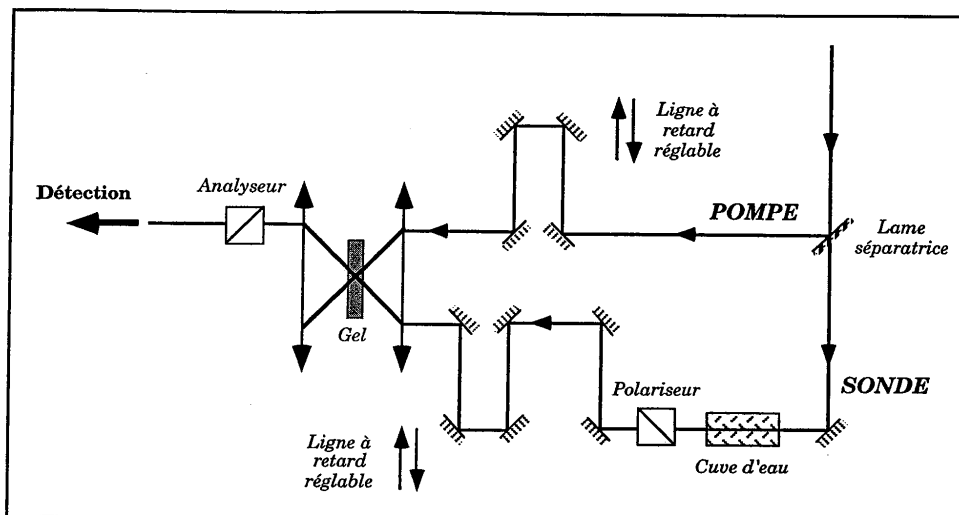 Ligne à
retard
réglable
Détection
Analyseur
POMPE
Lame
séparatrice
Gel
SONDE
Polariseur
Ligne à
retard
réglable
Cuve d'eau